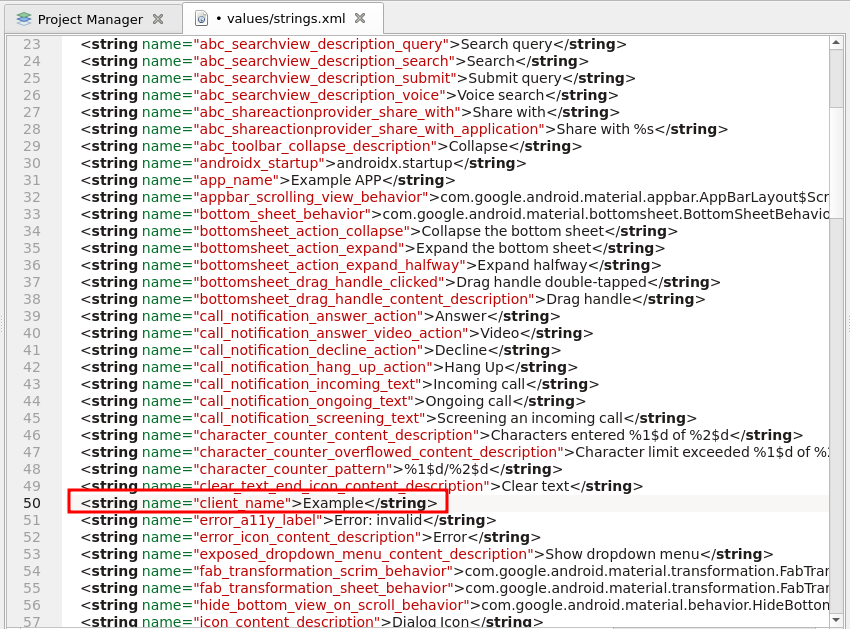 Project Manager
• values/strings.xml
23 <string name="abc_searchview_description_query">Search query</string>
24 <string name="abc_searchview_description_search">Search</string>
25 <string name="abc_searchview_description_submit">Submit query</string>
26 <string name="abc_searchview_description_voice">Voice search</string>
27 <string name="abc_shareactionprovider_share_with">Share with</string>
28 <string name="abc_shareactionprovider_share_with_application">Share with %s</string>
29 <string name="abc_toolbar_collapse_description">Collapse</string>
30 <string name="androidx_startup">androidx.startup</string>
31 <string name="app_name">Example APP</string>
32 <string name="appbar_scrolling_view_behavior">com.google.android.material.appbar.AppBarLayout$Scr
33 <string name="bottom_sheet_behavior">com.google.android.material.bottomsheet.BottomSheetBehavio
34 <string name="bottomsheet_action_collapse">Collapse the bottom sheet</string>
35 <string name="bottomsheet_action_expand">Expand the bottom sheet</string>
36 <string name="bottomsheet_action_expand_halfway">Expand halfway</string>
37 <string name="bottomsheet_drag_handle_clicked">Drag handle double-tapped</string>
38 <string name="bottomsheet_drag_handle_content_description">Drag handle</string>
39 <string name="call_notification_answer_action">Answer</string>
40 <string name="call_notification_answer_video_action">Video</string>
41 <string name="call_notification_decline_action">Decline</string>
42 <string name="call_notification_hang_up_action">Hang Up</string>
43 <string name="call_notification_incoming_text">Incoming call</string>
44 <string name="call_notification_ongoing_text">Ongoing call</string>
45 <string name="call_notification_screening_text">Screening an incoming call</string>
46 <string name="character_counter_content_description">Characters entered %1$d of %2$d</string>
47 <string name="character_counter_overflowed_content_description">Character limit exceeded %1$d of %2
48 <string name="character_counter_pattern">%1$d/%2$d</string>
49 <string name="clear_text_end_icon_content_description">Clear text</string>
50 <string name="client_name">Example</string>
51 <string name="error_a11y_label">Error: invalid</string>
52 <string name="error_icon_content_description">Error</string>
53 <string name="exposed_dropdown_menu_content_description">Show dropdown menu</string>
54 <string name="fab_transformation_scrim_behavior">com.google.android.material.transformation.FabTran
55 <string name="fab_transformation_sheet_behavior">com.google.android.material.transformation.FabTran
56 <string name="hide_bottom_view_on_scroll_behavior">com.google.android.material.behavior.HideBottom
57 <string name="icon_content_description">Dialog Icon</string>